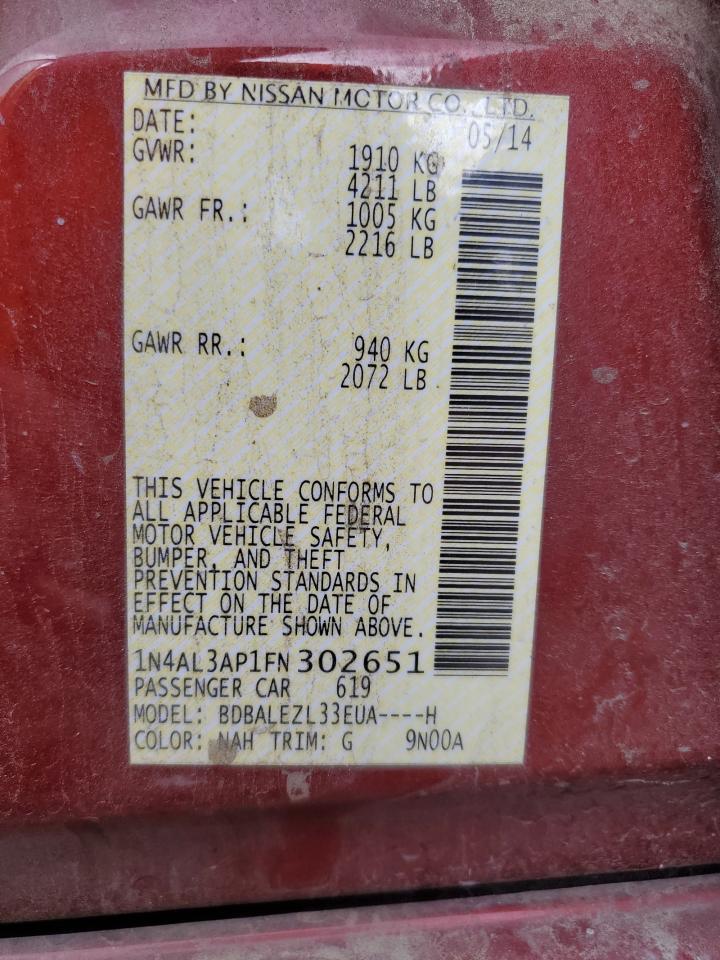 MFD BY NISSAN MOTOR CO., LTD.
DATE: 05/14
GVWR: 1910 KG
4211 LB
GAWR FR.: 1005 KG
2216 LB
GAWR RR.: 940 KG
2072 LB
THIS VEHICLE CONFORMS TO
ALL APPLICABLE FEDERAL
MOTOR VEHICLE SAFETY,
BUMPER, AND THEFT
PREVENTION STANDARDS IN
EFFECT ON THE DATE OF
MANUFACTURE SHOWN ABOVE.
1N4AL3AP1FN302651
PASSENGER CAR 619
MODEL: BDBALEZL33EUA----H
COLOR: NAH TRIM: G 9N00A